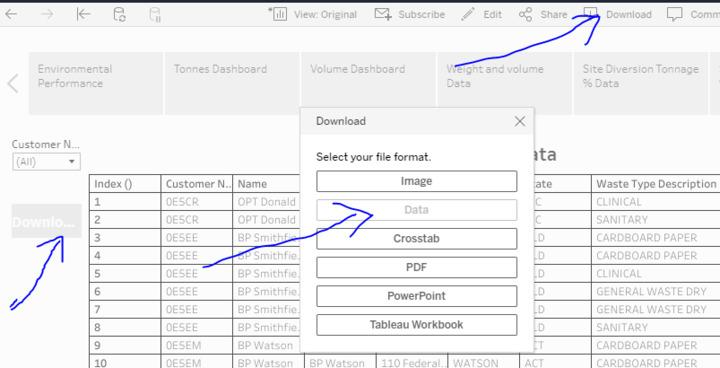 View: Original Subscribe Edit Share Download Comm
Environmental Performance
Tonnes Dashboard
Volume Dashboard
Weight and volume Data
Site Diversion Tonnage % Data
Customer N...
(All)
Downlo...
Download
Select your file format.
Image
Data
Crosstab
PDF
PowerPoint
Tableau Workbook
ata
Index () Customer N.. Name tate Waste Type Description
1 0E5CR OPT Donald C CLINICAL
2 0E5CR OPT Donald C SANITARY
3 0E5EE BP Smithfie.. LD CARDBOARD PAPER
4 0E5EE BP Smithfie.. LD CARDBOARD PAPER
5 0E5EE BP Smithfie.. LD CLINICAL
6 0E5EE BP Smithfie.. LD GENERAL WASTE DRY
7 0E5EE BP Smithfie.. LD GENERAL WASTE DRY
8 0E5EE BP Smithfie.. LD SANITARY
9 0E5EM BP Watson CT CARDBOARD PAPER
10 0E5EM BP Watson BP Watson 110 Federal.. WATSON ACT CARDBOARD PAPER